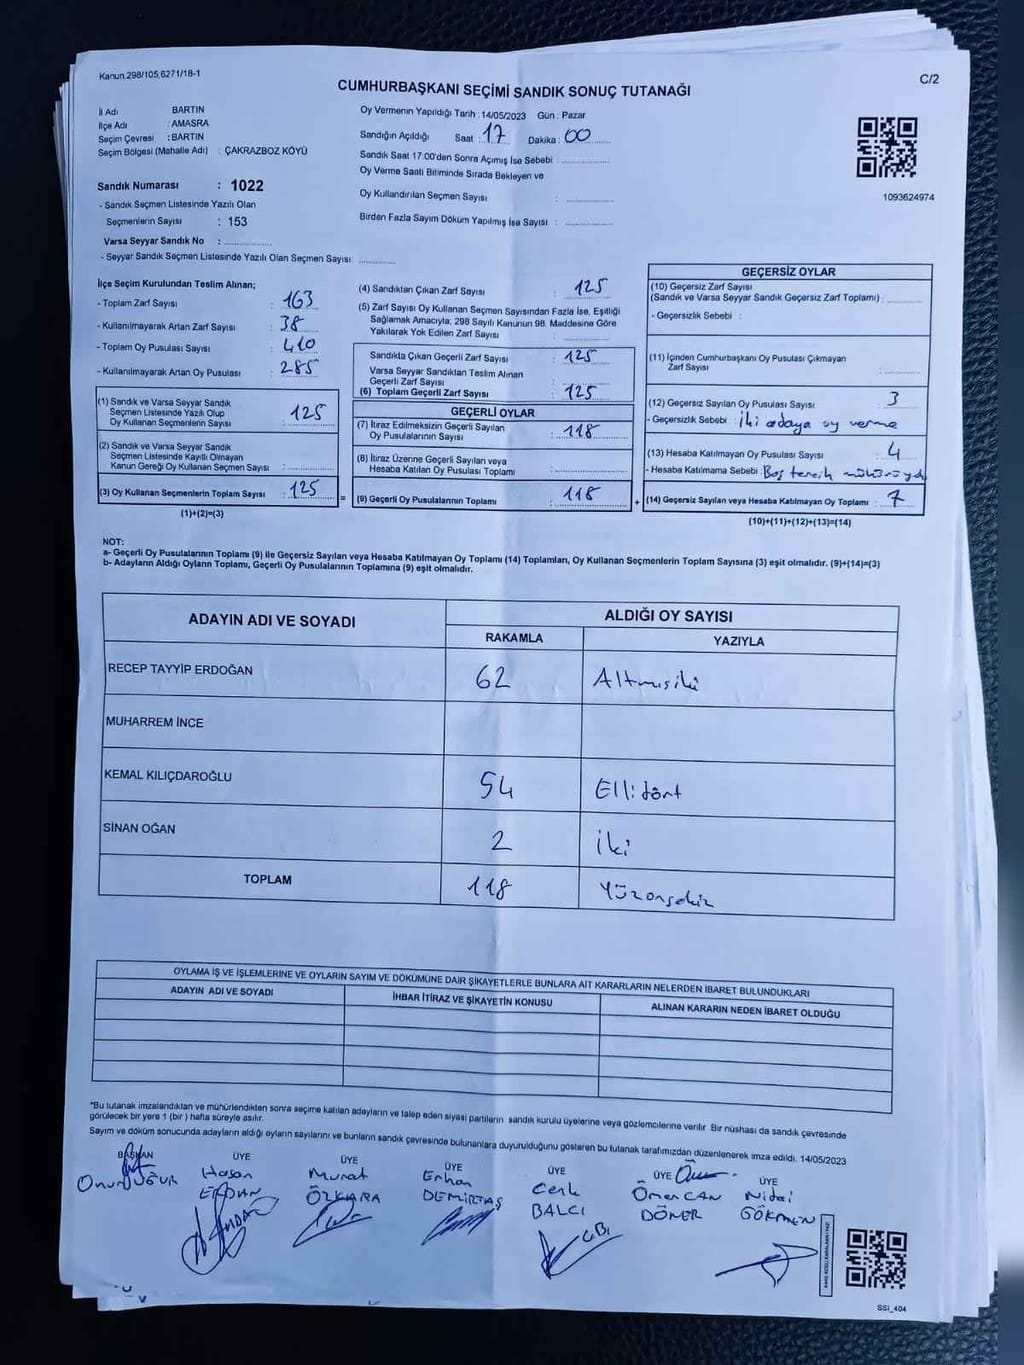 Kanun.298/105,6271/18-1
C/2
CUMHURBAŞKANI SEÇİMİ SANDIK SONUÇ TUTANAĞI
İl Adı BARTIN
İlçe Adı : AMASRA
Seçim Çevresi : BARTIN
Seçim Bölgesi (Mahalle Adı) : ÇAKRAZBOZ KÖYÜ
Oy Vermenin Yapıldığı Tarih : 14/05/2023 Gün : Pazar
Sandığın Açıldığı Saat : 17 Dakika : 00
Sandık Saat 17:00'den Sonra Açımış İse Sebebi :
Oy Verme Saati Bitiminde Sırada Bekleyen ve
Oy Kullandırılan Seçmen Sayısı :
Birden Fazla Sayım Döküm Yapılmış İse Sayısı :
1093624974
Sandık Numarası : 1022
- Sandık Seçmen Listesinde Yazılı Olan
Seçmenlerin Sayısı : 153
Varsa Seyyar Sandık No :
- Seyyar Sandık Seçmen Listesinde Yazılı Olan Seçmen Sayısı :
İlçe Seçim Kurulundan Teslim Alınan;
- Toplam Zarf Sayısı : 163
- Kullanılmayarak Artan Zarf Sayısı : 38
- Toplam Oy Pusulası Sayısı : 410
- Kullanılmayarak Artan Oy Pusulası : 285
(1) Sandık ve Varsa Seyyar Sandık
Seçmen Listesinde Yazılı Olup
Oy Kullanan Seçmenlerin Sayısı : 125
(2) Sandık ve Varsa Seyyar Sandık
Seçmen Listesinde Kayıtlı Olmayan
Kanun Gereği Oy Kullanan Seçmen Sayısı :
(3) Oy Kullanan Seçmenlerin Toplam Sayısı : 125
(1)+(2)=(3)
=
(4) Sandıktan Çıkan Zarf Sayısı : 125
(5) Zarf Sayısı Oy Kullanan Seçmen Sayısından Fazla İse, Eşitliği
Sağlamak Amacıyla, 298 Sayılı Kanunun 98. Maddesine Göre
Yakılarak Yok Edilen Zarf Sayısı :
Sandıkta Çıkan Geçerli Zarf Sayısı : 125
Varsa Seyyar Sandıktan Teslim Alınan
Geçerli Zarf Sayısı :
(6) Toplam Geçerli Zarf Sayısı : 125
GEÇERLİ OYLAR
(7) İtiraz Edilmeksizin Geçerli Sayılan
Oy Pusulalarının Sayısı : 118
(8) İtiraz Üzerine Geçerli Sayılan veya
Hesaba Katılan Oy Pusulaları Toplamı :
(9) Geçerli Oy Pusulalarının Toplamı : 118
+
GEÇERSİZ OYLAR
(10) Geçersiz Zarf Sayısı
(Sandık ve Varsa Seyyar Sandık Geçersiz Zarf Toplamı) :
- Geçersizlik Sebebi :
(11) İçinden Cumhurbaşkanı Oy Pusulası Çıkmayan
Zarf Sayısı :
(12) Geçersiz Sayılan Oy Pusulası Sayısı : 3
- Geçersizlik Sebebi : İki adaya oy verme
(13) Hesaba Katılmayan Oy Pusulası Sayısı : 4
- Hesaba Katılmama Sebebi : Boş tercih
(14) Geçersiz Sayılan veya Hesaba Katılmayan Oy Toplamı : 7
(10)+(11)+(12)+(13)=(14)
NOT:
a- Geçerli Oy Pusulalarının Toplamı (9) ile Geçersiz Sayılan veya Hesaba Katılmayan Oy Toplamı (14) Toplamları, Oy Kullanan Seçmenlerin Toplam Sayısına (3) eşit olmalıdır. (9)+(14)=(3)
b- Adayların Aldığı Oyların Toplamı, Geçerli Oy Pusulalarının Toplamına (9) eşit olmalıdır.
ADAYIN ADI VE SOYADI ALDIĞI OY SAYISI
RAKAMLA YAZIYLA
RECEP TAYYİP ERDOĞAN 62 Altmışiki
MUHARREM İNCE
KEMAL KILIÇDAROĞLU 54 Ellidört
SİNAN OĞAN 2 İki
TOPLAM 118 Yüzonsekiz
OYLAMA İŞ VE İŞLEMLERİNE VE OYLARIN SAYIM VE DÖKÜMÜNE DAİR ŞİKAYETLERLE BUNLARA AİT KARARLARIN NELERDEN İBARET BULUNDUKLARI
ADAYIN ADI VE SOYADI İHBAR İTİRAZ VE ŞİKAYETİN KONUSU ALINAN KARARIN NEDEN İBARET OLDUĞU
*Bu tutanak imzalandıktan ve mühürlendikten sonra seçime katılan adayların ve talep eden siyasi partilerin sandık kurulu üyelerine veya gözlemcilerine verilir. Bir nüshası da sandık çevresinde
görülecek bir yere 1 (bir ) hafta süreyle asılır.
Sayım ve döküm sonucunda adayların aldığı oyların sayılarını ve bunların sandık çevresinde bulunanlara duyurulduğunu gösteren bu tutanak tarafımızdan düzenlenerek imza edildi. 14/05/2023
BAŞKAN ÜYE ÜYE ÜYE ÜYE ÜYE ÜYE
Onur UĞUR Hasan Murat Erhan Cenk Ömer CAN Nidai
ERDAN ÖZKARA DEMİRTAŞ BALCI DÖNER GÖKMEN
SSİ_404